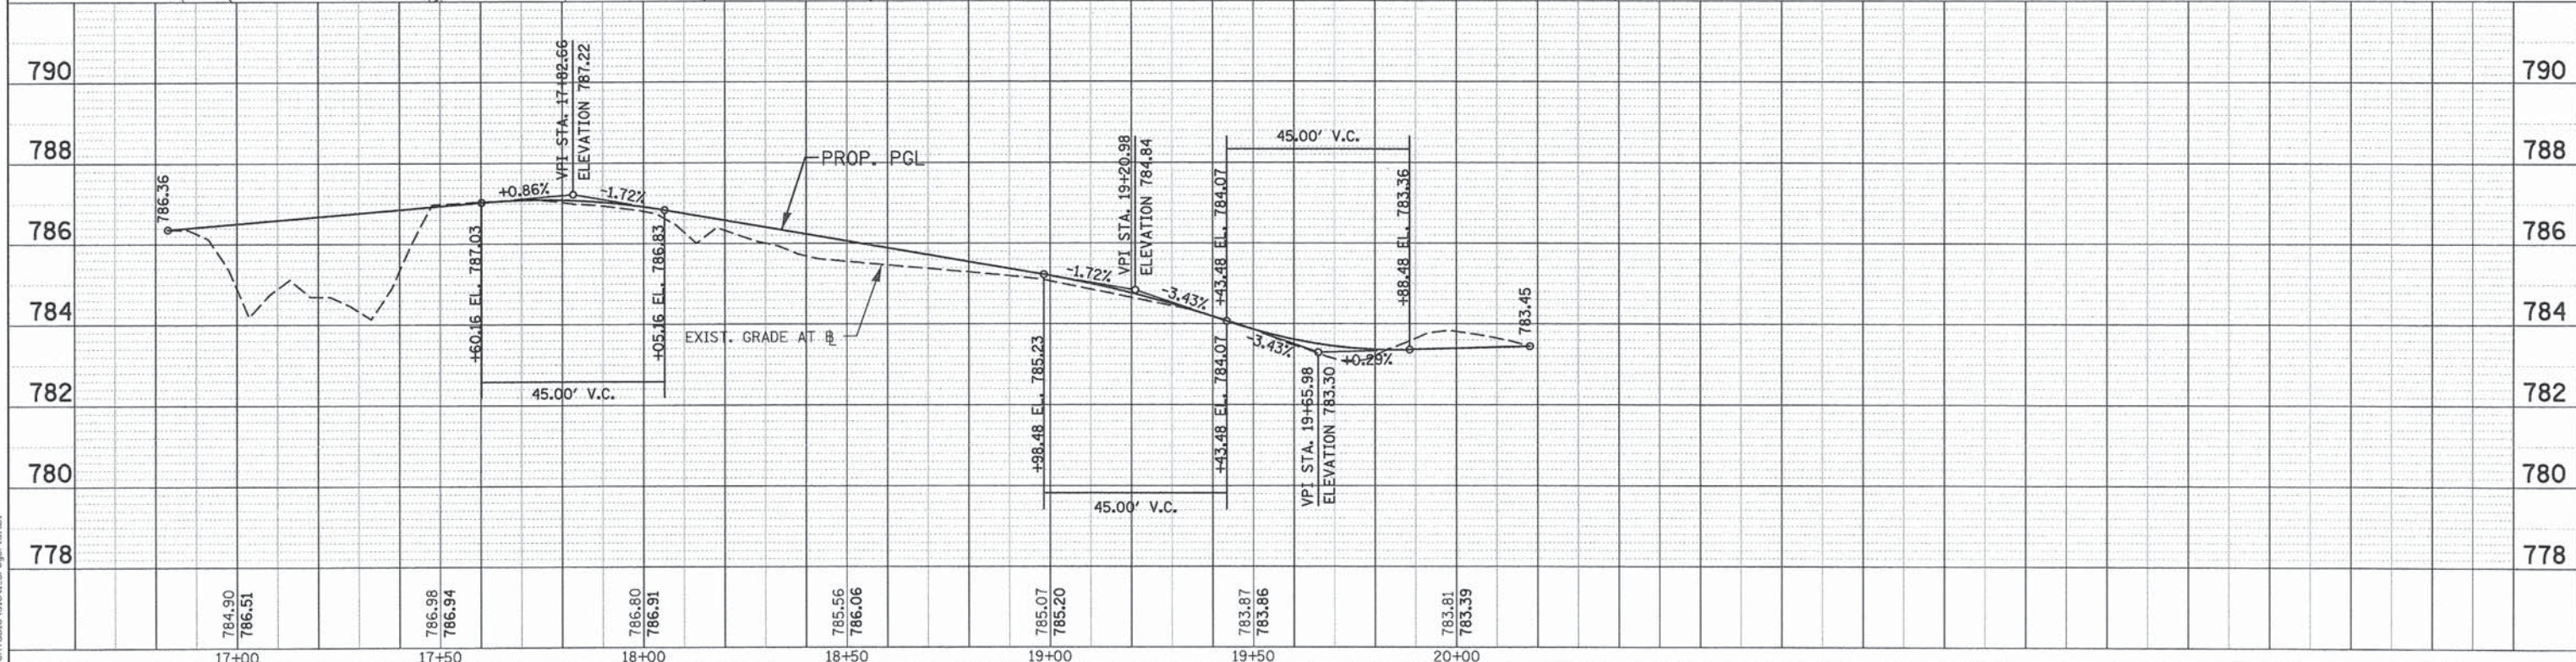 790
788
786
784
782
780
778
790
788
786
784
782
780
778
786.36
+0.86%
VPI STA. 17+82.66
ELEVATION 787.22
-1.72%
+60.16 EL. 787.03
+05.16 EL. 786.83
45.00' V.C.
PROP. PGL
EXIST. GRADE AT ℄
-1.72%
VPI STA. 19+20.98
ELEVATION 784.84
-3.43%
+98.48 EL. 785.23
+43.48 EL. 784.07
45.00' V.C.
45.00' V.C.
+43.48 EL. 784.07
+88.48 EL. 783.36
-3.43%
VPI STA. 19+65.98
ELEVATION 783.30
+0.29%
783.45
784.90
786.51
786.98
786.94
786.80
786.91
785.56
786.06
785.07
785.20
783.87
783.86
783.81
783.39
17+00
17+50
18+00
18+50
19+00
19+50
20+00